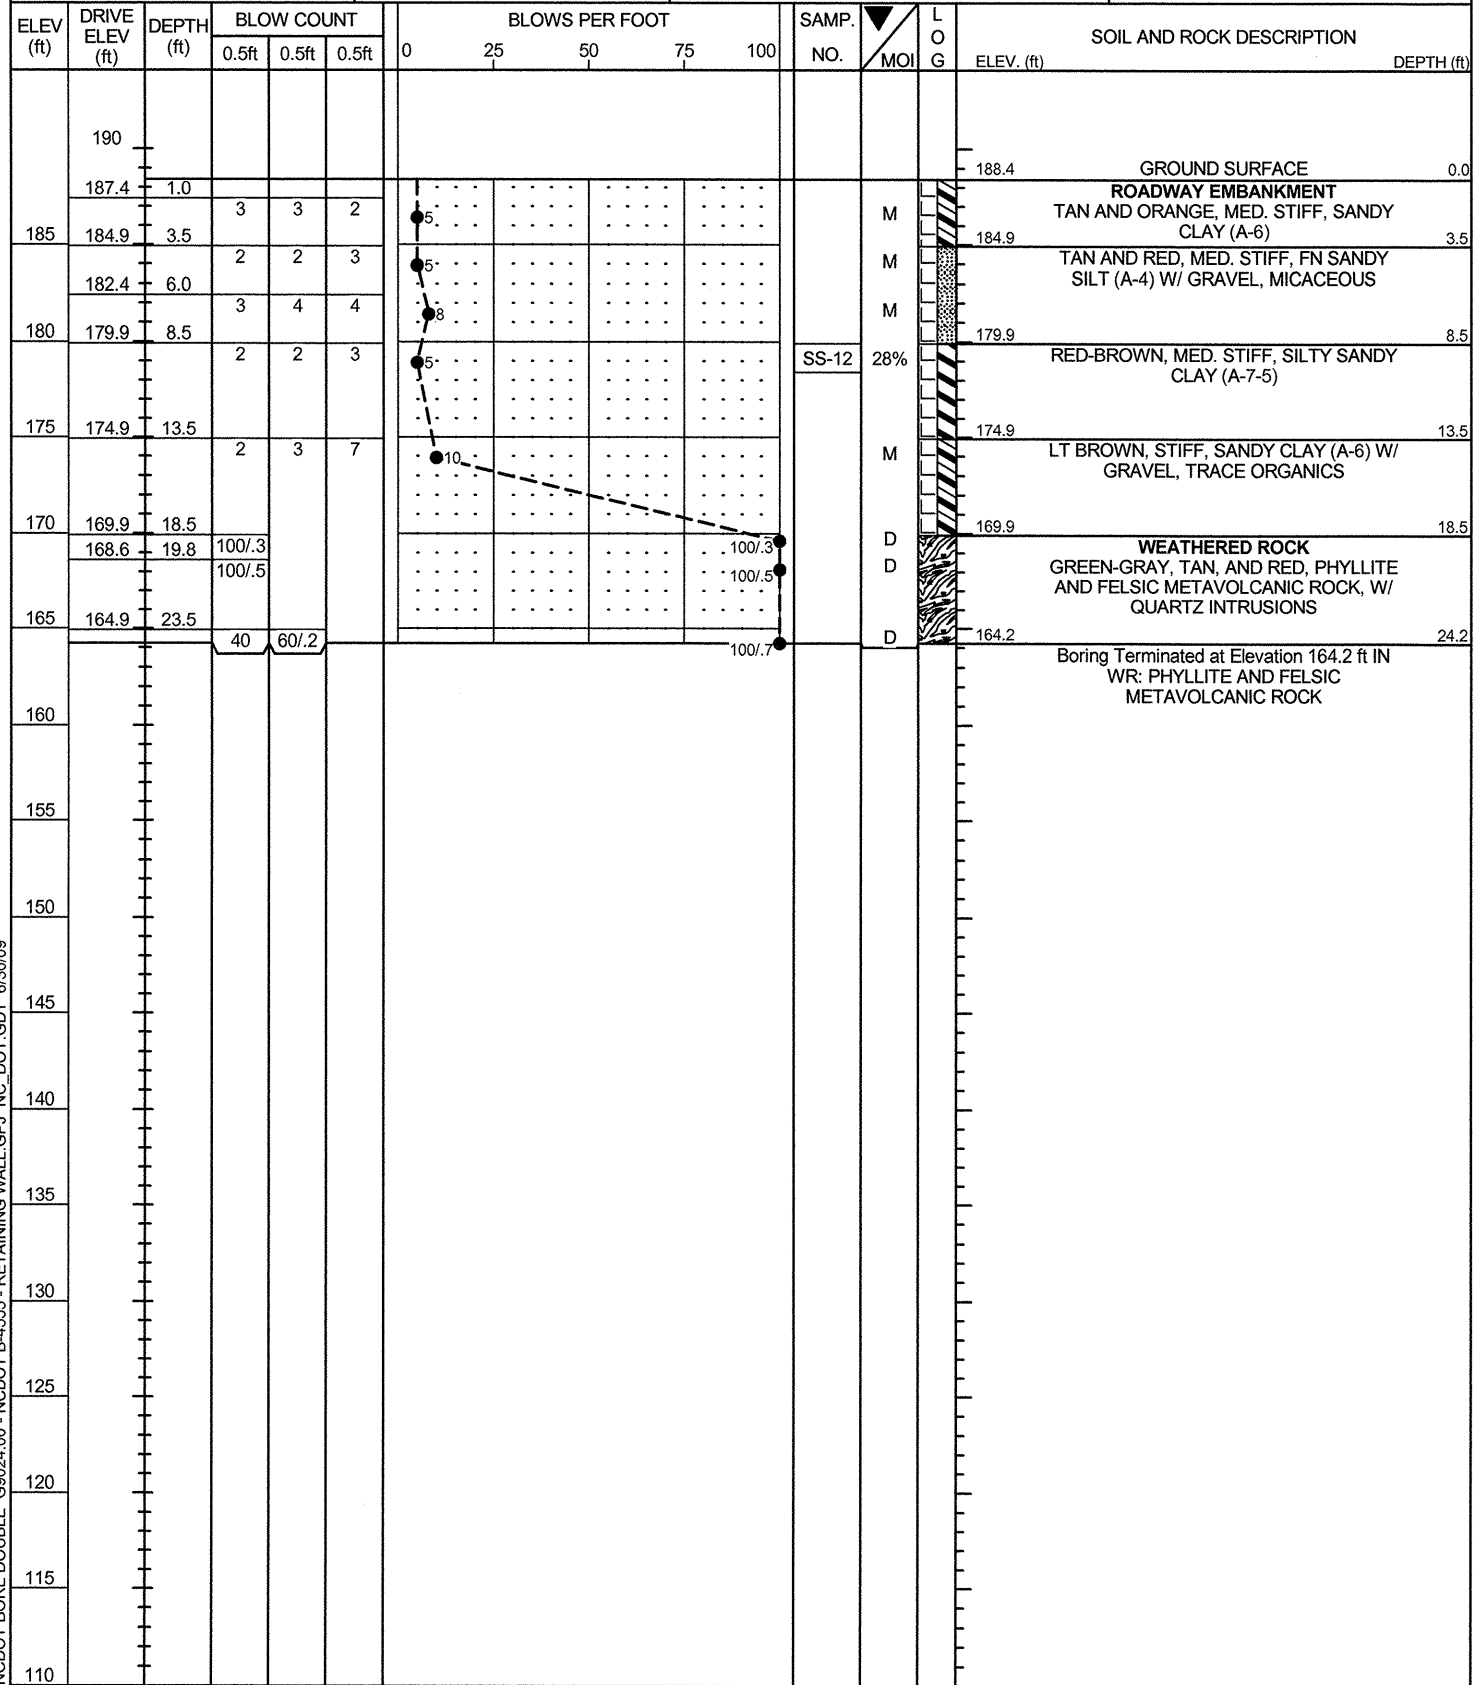 ELEV (ft) DRIVE ELEV (ft) DEPTH (ft) BLOW COUNT BLOWS PER FOOT SAMP. NO. MOI LOG SOIL AND ROCK DESCRIPTION
0.5ft 0.5ft 0.5ft 0 25 50 75 100 ELEV. (ft) DEPTH (ft)
190
188.4 GROUND SURFACE 0.0
187.4 1.0 ROADWAY EMBANKMENT
3 3 2 5 M TAN AND ORANGE, MED. STIFF, SANDY
CLAY (A-6)
185 184.9 3.5 184.9 3.5
2 2 3 5 M TAN AND RED, MED. STIFF, FN SANDY
182.4 6.0 SILT (A-4) W/ GRAVEL, MICACEOUS
3 4 4 8 M
180 179.9 8.5 179.9 8.5
2 2 3 5 SS-12 28% RED-BROWN, MED. STIFF, SILTY SANDY
CLAY (A-7-5)
175 174.9 13.5 174.9 13.5
2 3 7 10 M LT BROWN, STIFF, SANDY CLAY (A-6) W/
GRAVEL, TRACE ORGANICS
170 169.9 18.5 169.9 18.5
168.6 19.8 100/.3 100/.3 D WEATHERED ROCK
100/.5 100/.5 D GREEN-GRAY, TAN, AND RED, PHYLLITE
AND FELSIC METAVOLCANIC ROCK, W/
QUARTZ INTRUSIONS
165 164.9 23.5
40 60/.2 100/.7 D 164.2 24.2
Boring Terminated at Elevation 164.2 ft IN
WR: PHYLLITE AND FELSIC
METAVOLCANIC ROCK
160
155
150
145
140
135
130
125
120
115
110